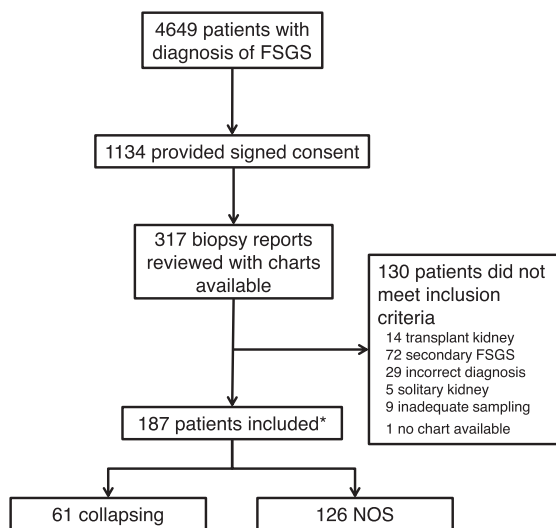 4649 patients with
diagnosis of FSGS
1134 provided signed consent
317 biopsy reports
reviewed with charts
available
130 patients did not
meet inclusion
criteria
14 transplant kidney
72 secondary FSGS
29 incorrect diagnosis
5 solitary kidney
9 inadequate sampling
1 no chart available
187 patients included*
61 collapsing
126 NOS